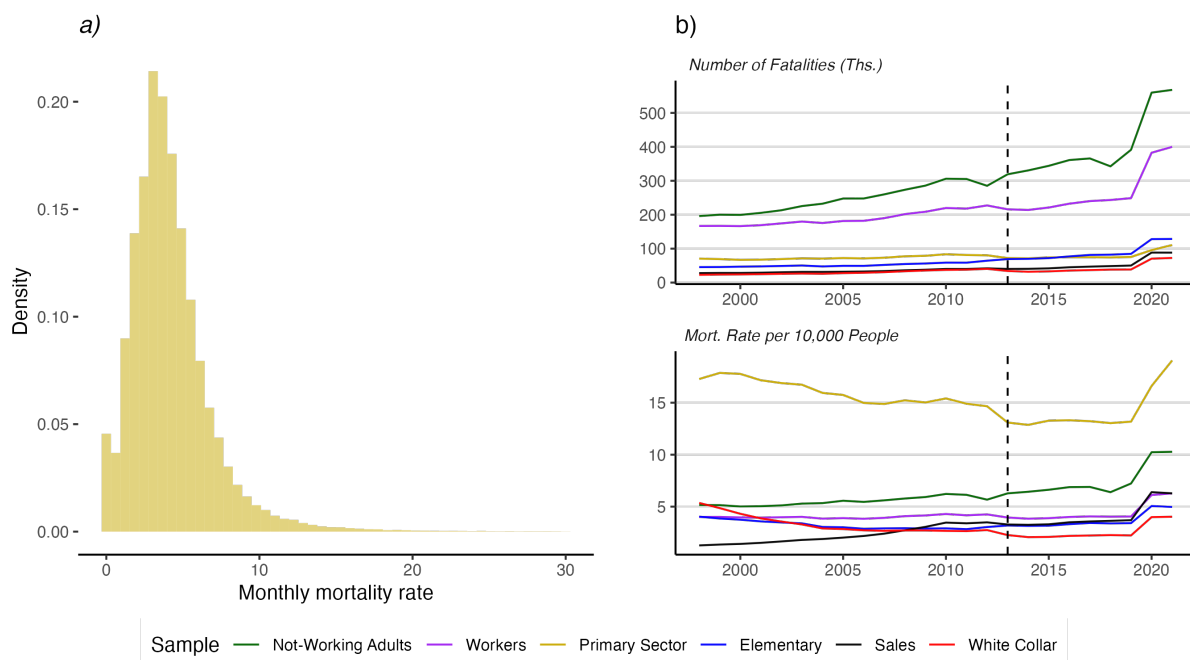 a)
Density
0.20
0.15
0.10
0.05
0.00
0 10 20 30
Monthly mortality rate
b)
Number of Fatalities (Ths.)
500
400
300
200
100
0
2000 2005 2010 2015 2020
Mort. Rate per 10,000 People
15
10
5
2000 2005 2010 2015 2020
Sample Not-Working Adults Workers Primary Sector Elementary Sales White Collar